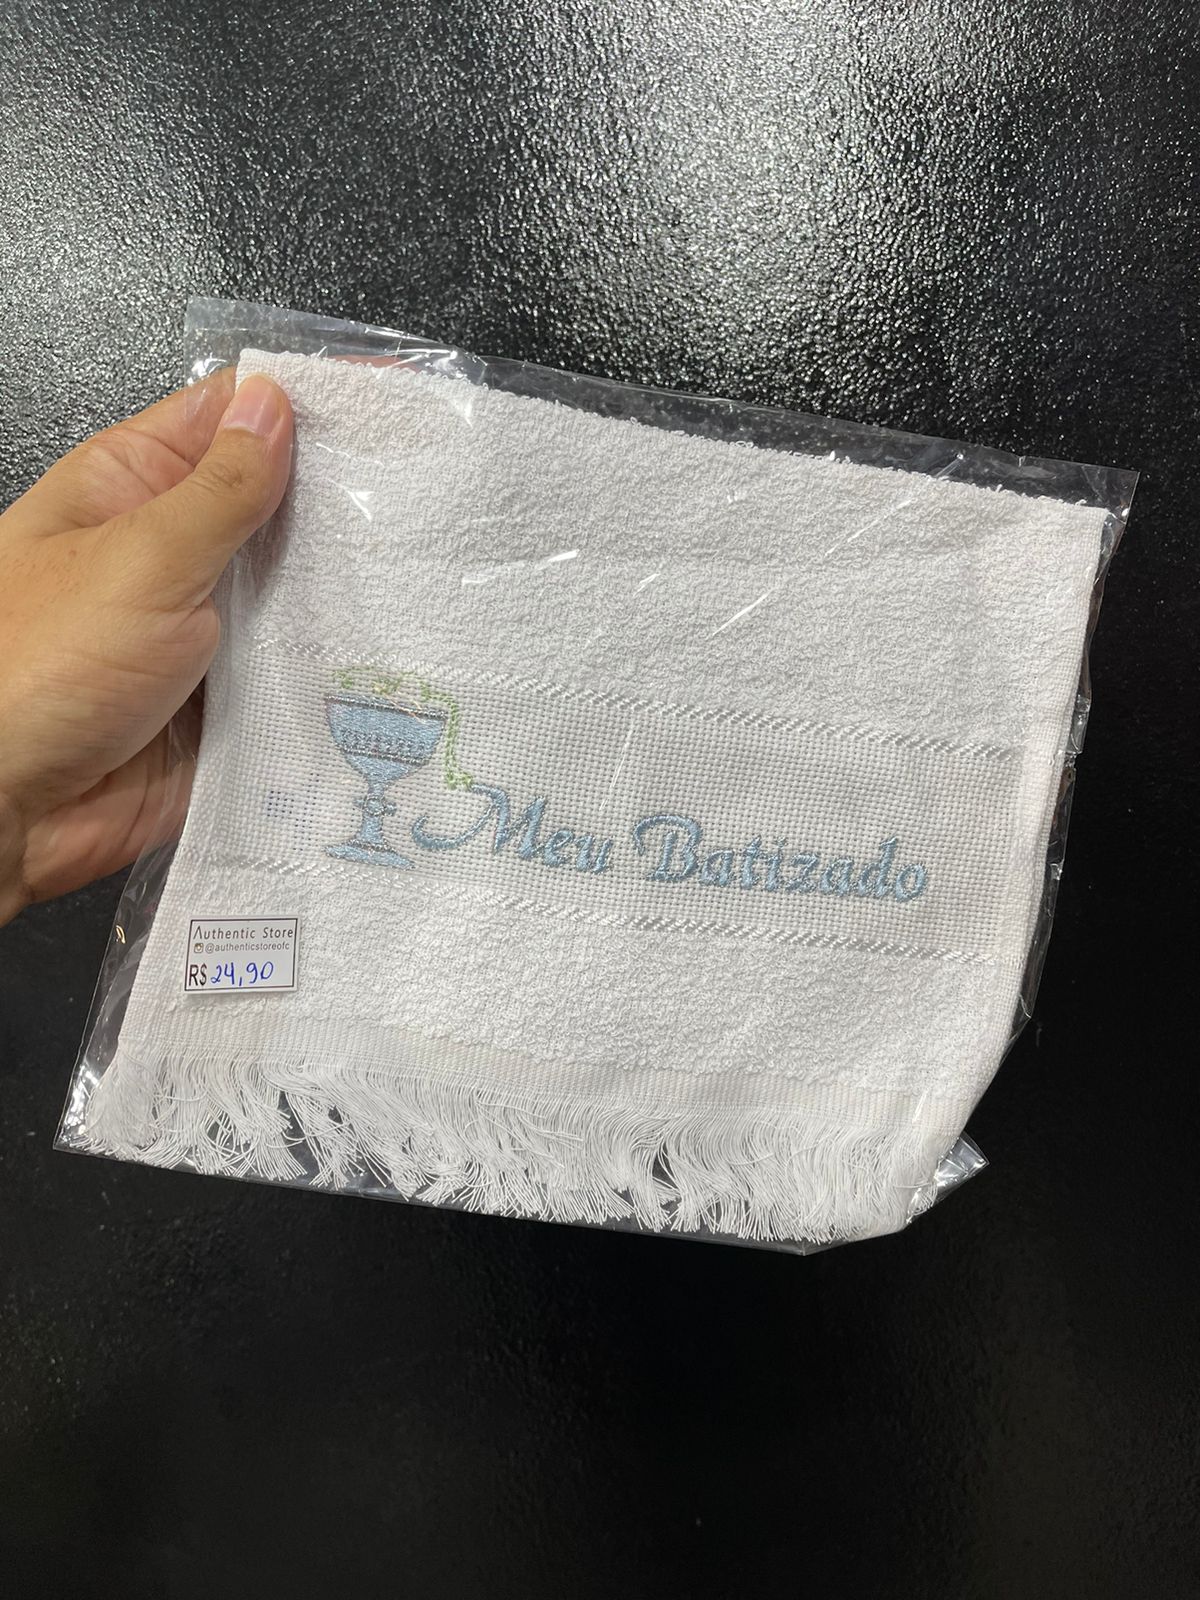 Meu Batizado
Authentic Store
@authenticstoreofc
R$ 24,90